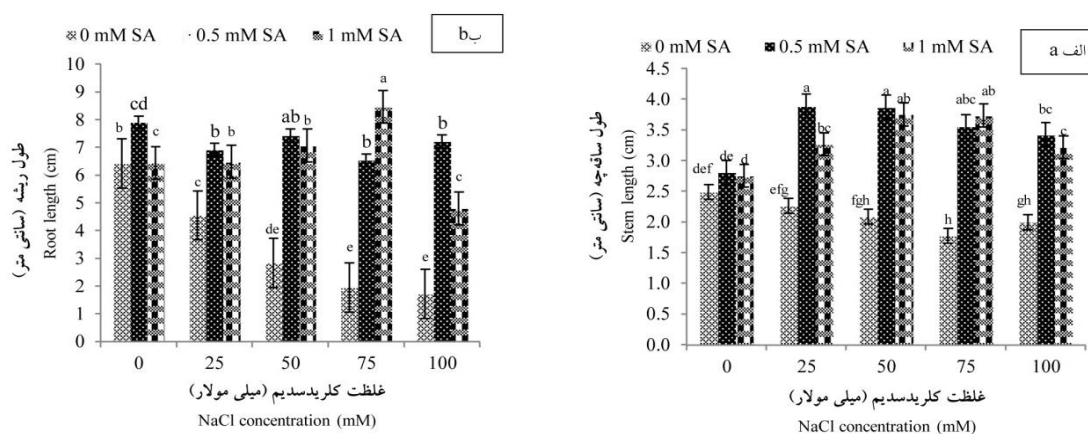 0 mM SA 0.5 mM SA 1 mM SA
ب b
10
9
8
7
6
5
4
3
2
1
0
b cd c
c b b
de ab b
e b a
e b c
0 25 50 75 100
طول ریشه (سانتی متر)
Root length (cm)
غلظت کلریدسدیم (میلی مولار)
NaCl concentration (mM)
0 mM SA 0.5 mM SA 1 mM SA
الف a
4.5
4.0
3.5
3.0
2.5
2.0
1.5
1.0
0.5
0.0
def de d
efg a bc
fgh a ab
h abc ab
gh bc c
0 25 50 75 100
طول ساقه‌چه (سانتی متر)
Stem length (cm)
غلظت کلریدسدیم (میلی مولار)
NaCl concentration (mM)